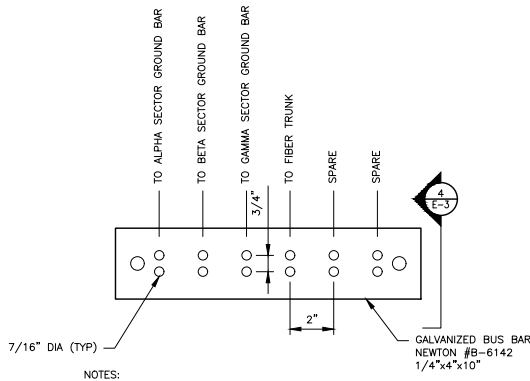 TO ALPHA SECTOR GROUND BAR
TO BETA SECTOR GROUND BAR
TO GAMMA SECTOR GROUND BAR
TO FIBER TRUNK
SPARE
SPARE
3/4"
4
E-3
2"
7/16" DIA (TYP)
GALVANIZED BUS BAR
NEWTON #B-6142
1/4"x4"x10"
NOTES: